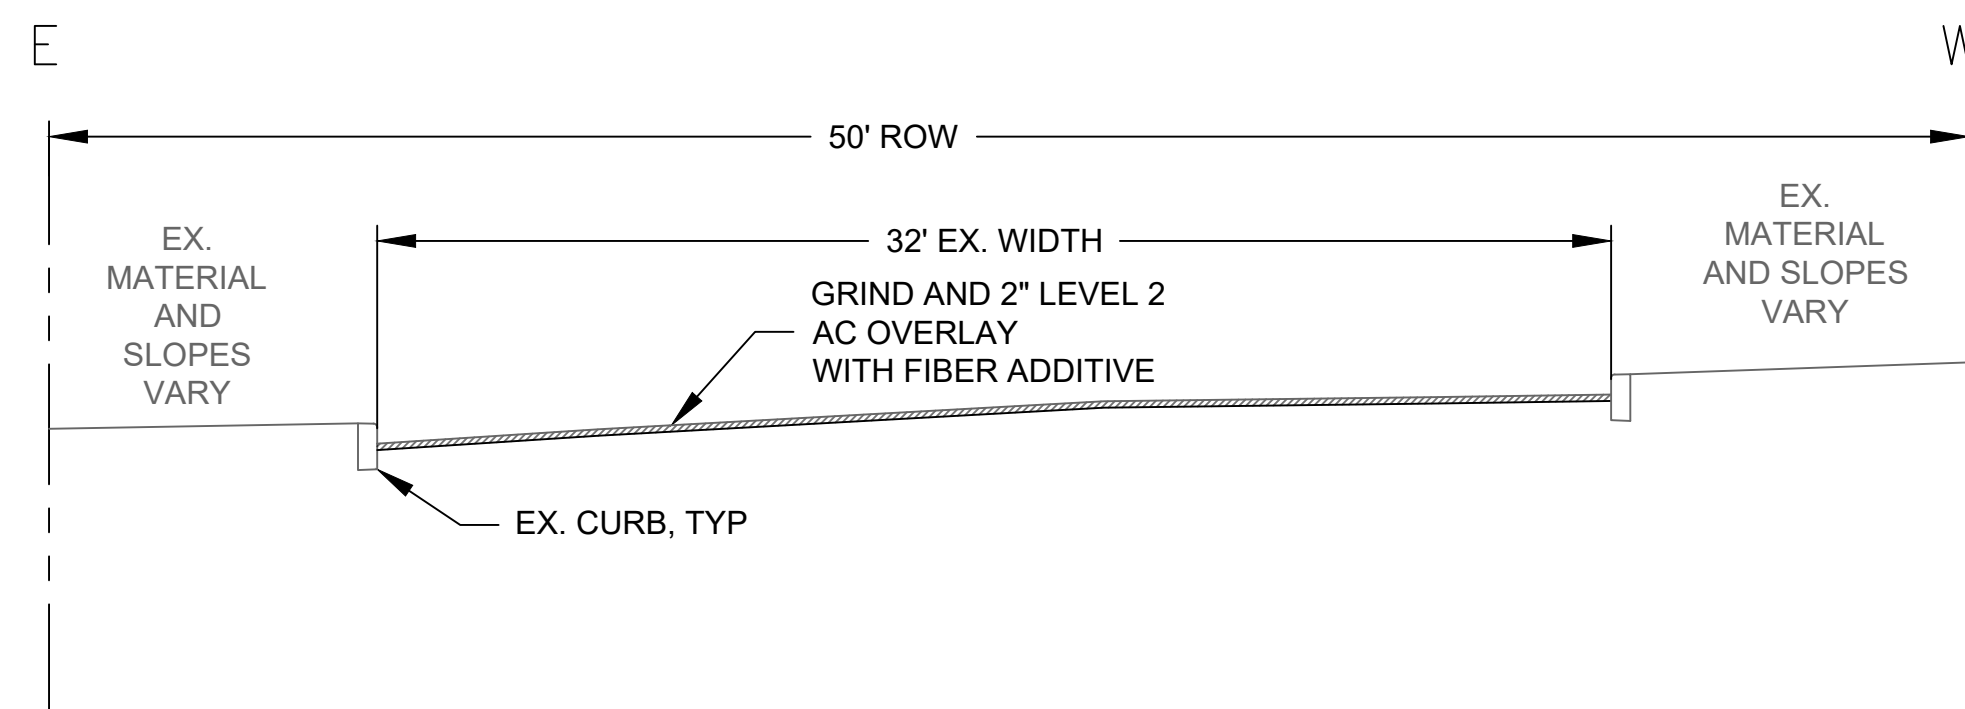 E
W
50' ROW
EX.
MATERIAL
AND
SLOPES
VARY
32' EX. WIDTH
GRIND AND 2" LEVEL 2
AC OVERLAY
WITH FIBER ADDITIVE
EX.
MATERIAL
AND SLOPES
VARY
EX. CURB, TYP